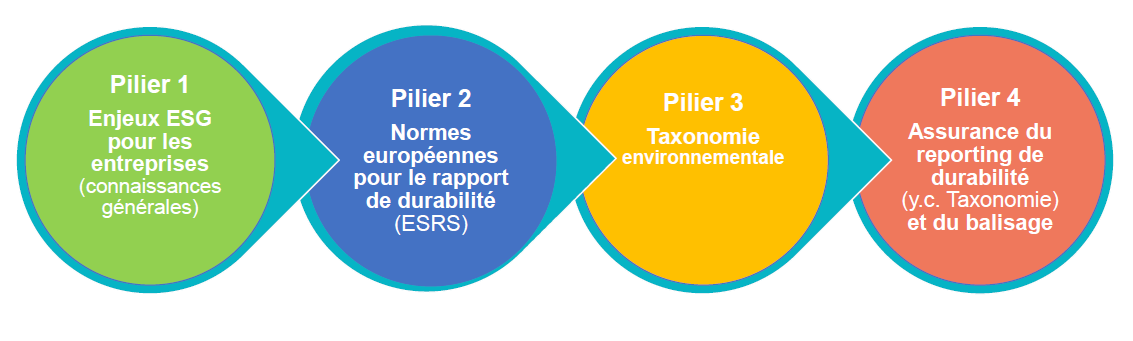 Pilier 1
Enjeux ESG
pour les
entreprises
(connaissances
générales)
Pilier 2
Normes
européennes
pour le rapport
de durabilité
(ESRS)
Pilier 3
Taxonomie
environnementale
Pilier 4
Assurance du
reporting de
durabilité
(y.c. Taxonomie)
et du balisage